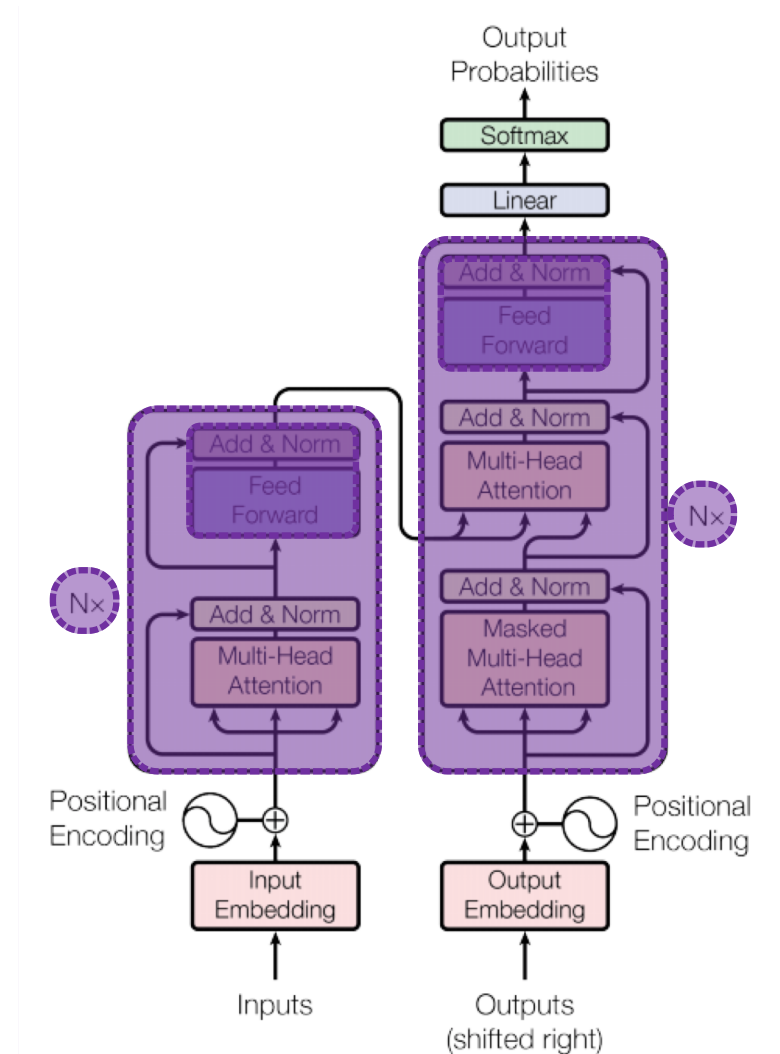 Output
Probabilities
Softmax
Linear
Add & Norm
Feed
Forward
Add & Norm
Multi-Head
Attention
Nx
Add & Norm
Masked
Multi-Head
Attention
Add & Norm
Feed
Forward
Nx
Add & Norm
Multi-Head
Attention
Positional
Encoding
Positional
Encoding
Input
Embedding
Output
Embedding
Inputs
Outputs
(shifted right)